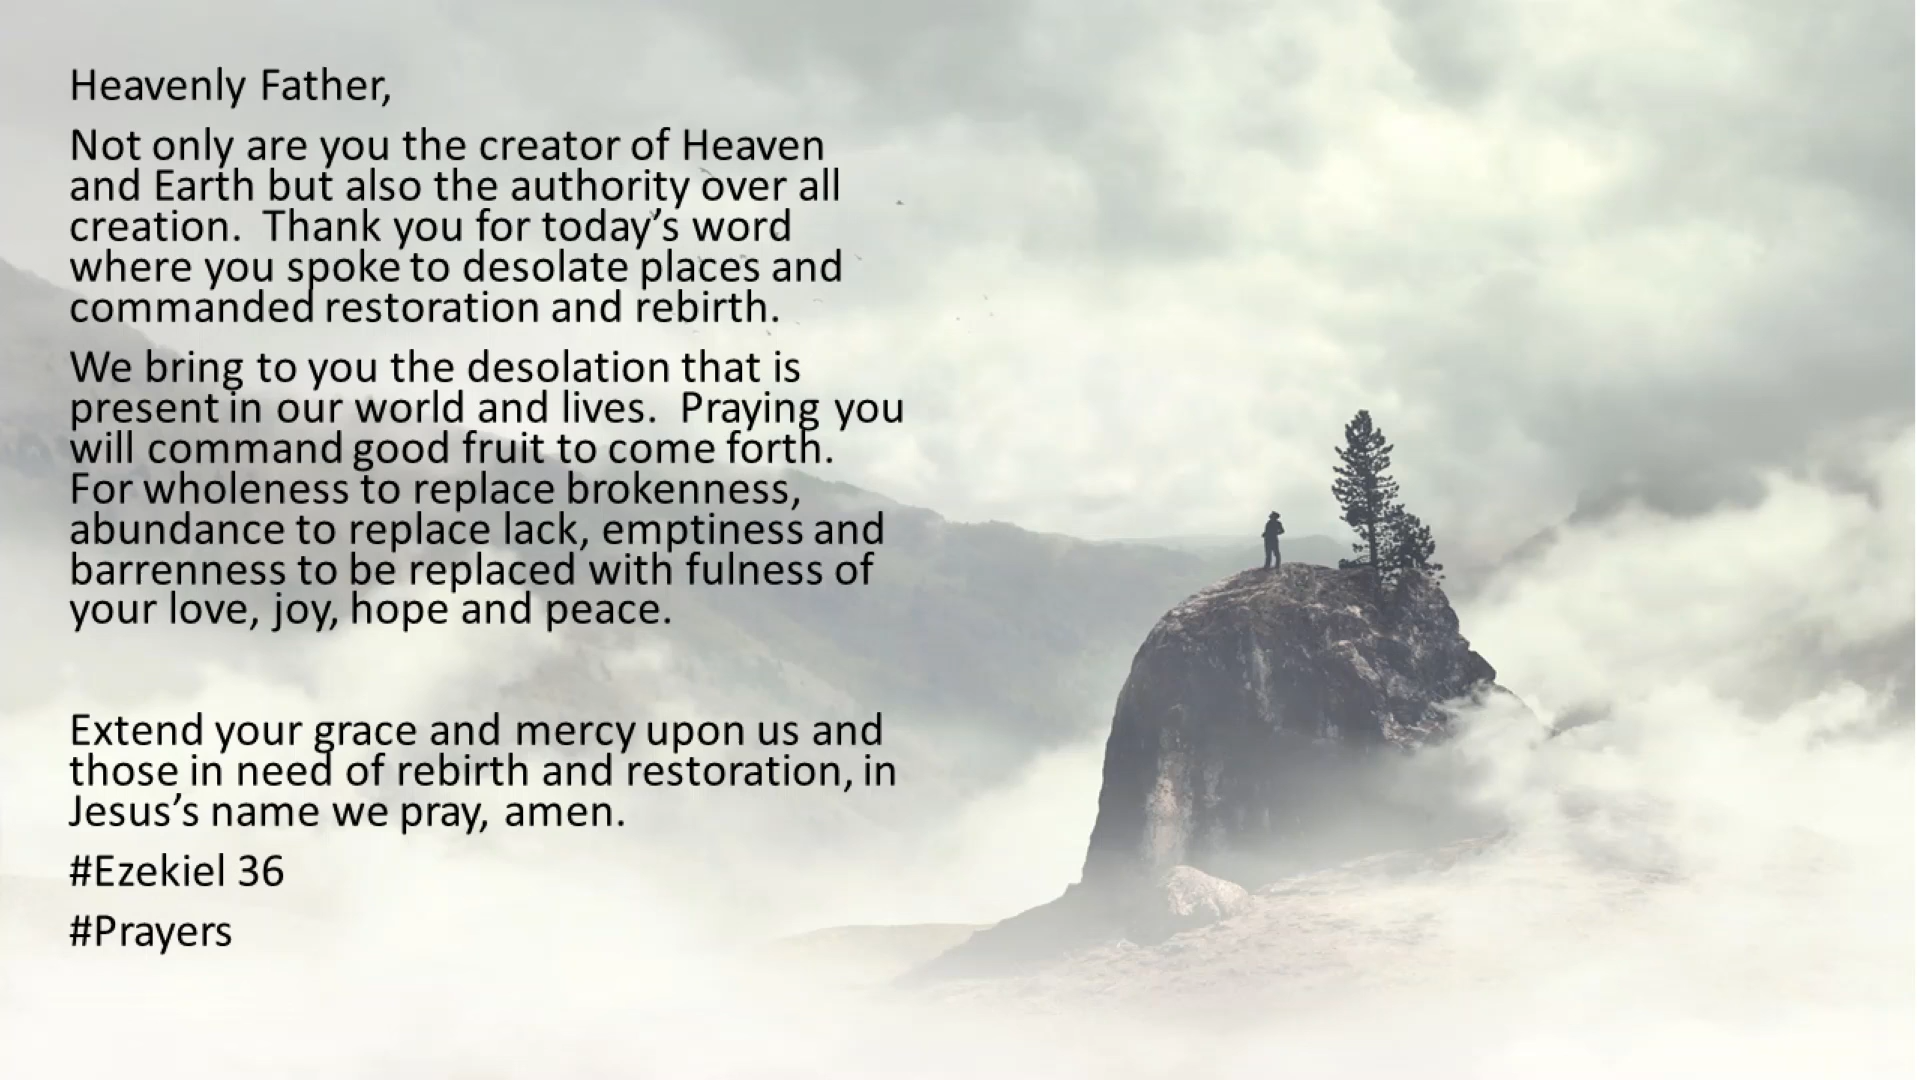 Heavenly Father,
Not only are you the creator of Heaven
and Earth but also the authority over all
creation.  Thank you for today’s word
where you spoke to desolate places and
commanded restoration and rebirth.
We bring to you the desolation that is
present in our world and lives.  Praying you
will command good fruit to come forth.
For wholeness to replace brokenness,
abundance to replace lack, emptiness and
barrenness to be replaced with fulness of
your love, joy, hope and peace.
Extend your grace and mercy upon us and
those in need of rebirth and restoration, in
Jesus’s name we pray, amen.
#Ezekiel 36
#Prayers